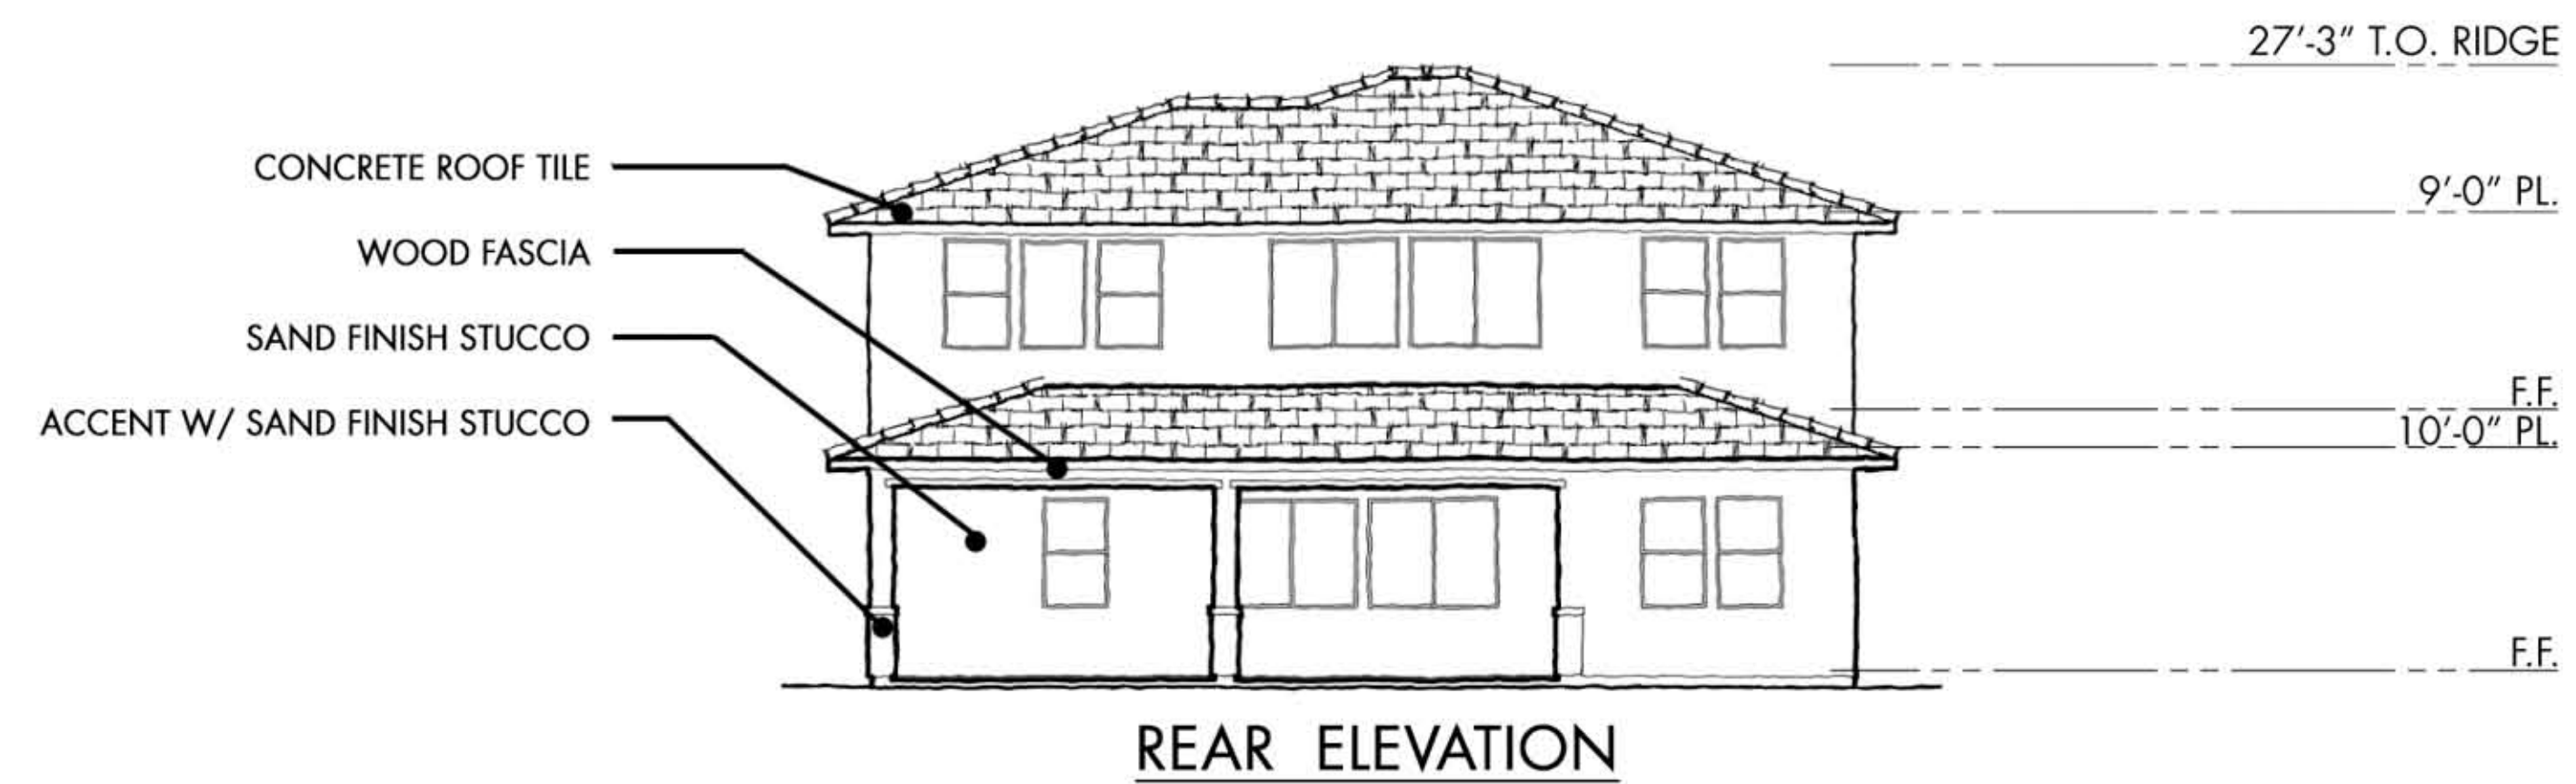 27'-3" T.O. RIDGE
CONCRETE ROOF TILE
9'-0" PL.
WOOD FASCIA
SAND FINISH STUCCO
F.F.
ACCENT W/ SAND FINISH STUCCO
10'-0" PL.
F.F.
REAR ELEVATION